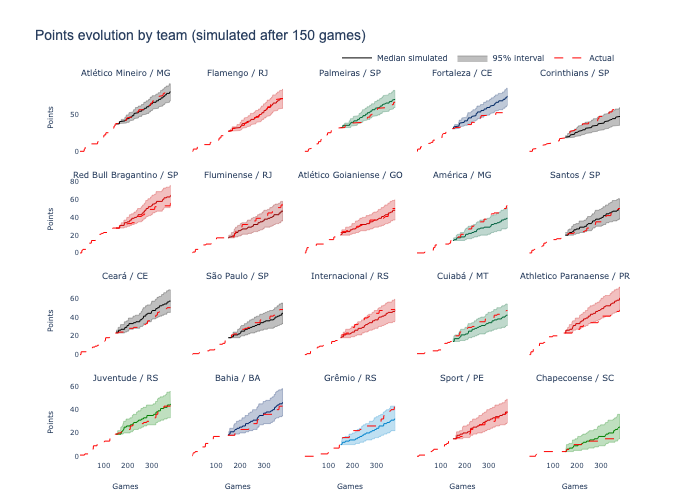 Points evolution by team (simulated after 150 games)
Median simulated 95% interval Actual
Atlético Mineiro / MG Flamengo / RJ Palmeiras / SP Fortaleza / CE Corinthians / SP
Points
50
0
Red Bull Bragantino / SP Fluminense / RJ Atlético Goianiense / GO América / MG Santos / SP
Points
80
60
40
20
0
Ceará / CE São Paulo / SP Internacional / RS Cuiabá / MT Athletico Paranaense / PR
Points
60
40
20
0
Juventude / RS Bahia / BA Grêmio / RS Sport / PE Chapecoense / SC
Points
60
40
20
0
100 200 300 100 200 300 100 200 300 100 200 300 100 200 300
Games Games Games Games Games